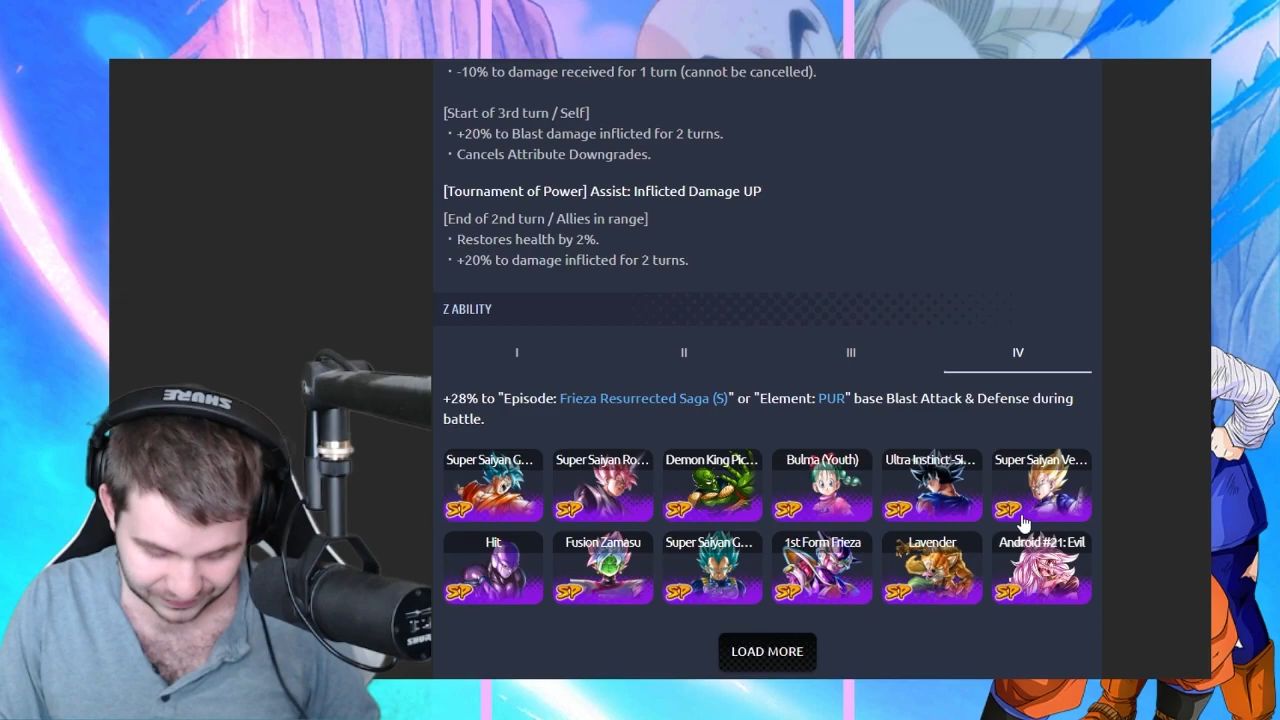 ・-10% to damage received for 1 turn (cannot be cancelled).
[Start of 3rd turn / Self]
・+20% to Blast damage inflicted for 2 turns.
・Cancels Attribute Downgrades.
[Tournament of Power] Assist: Inflicted Damage UP
[End of 2nd turn / Allies in range]
・Restores health by 2%.
・+20% to damage inflicted for 2 turns.
Z ABILITY
I II III IV
+28% to "Episode: Frieza Resurrected Saga (S)" or "Element: PUR" base Blast Attack & Defense during
battle.
Super Saiyan G... Super Saiyan Ro... Demon King Pic... Bulma (Youth) Ultra Instinct -Si... Super Saiyan Ve...
SP SP SP SP SP SP
Hit Fusion Zamasu Super Saiyan G... 1st Form Frieza Lavender Android #21: Evil
SP SP SP SP SP SP
LOAD MORE
SHURE
SHURE